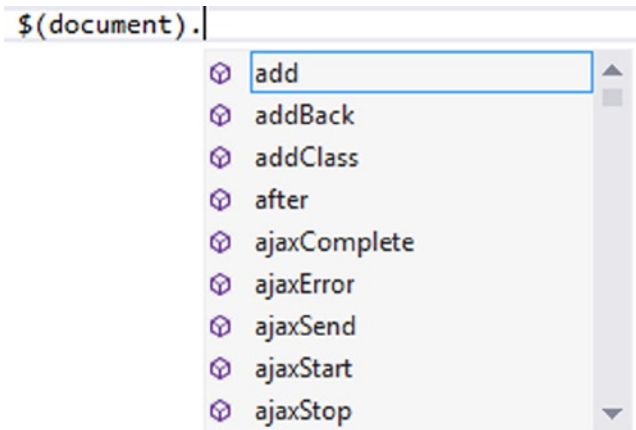 $(document).
add
addBack
addClass
after
ajaxComplete
ajaxError
ajaxSend
ajaxStart
ajaxStop